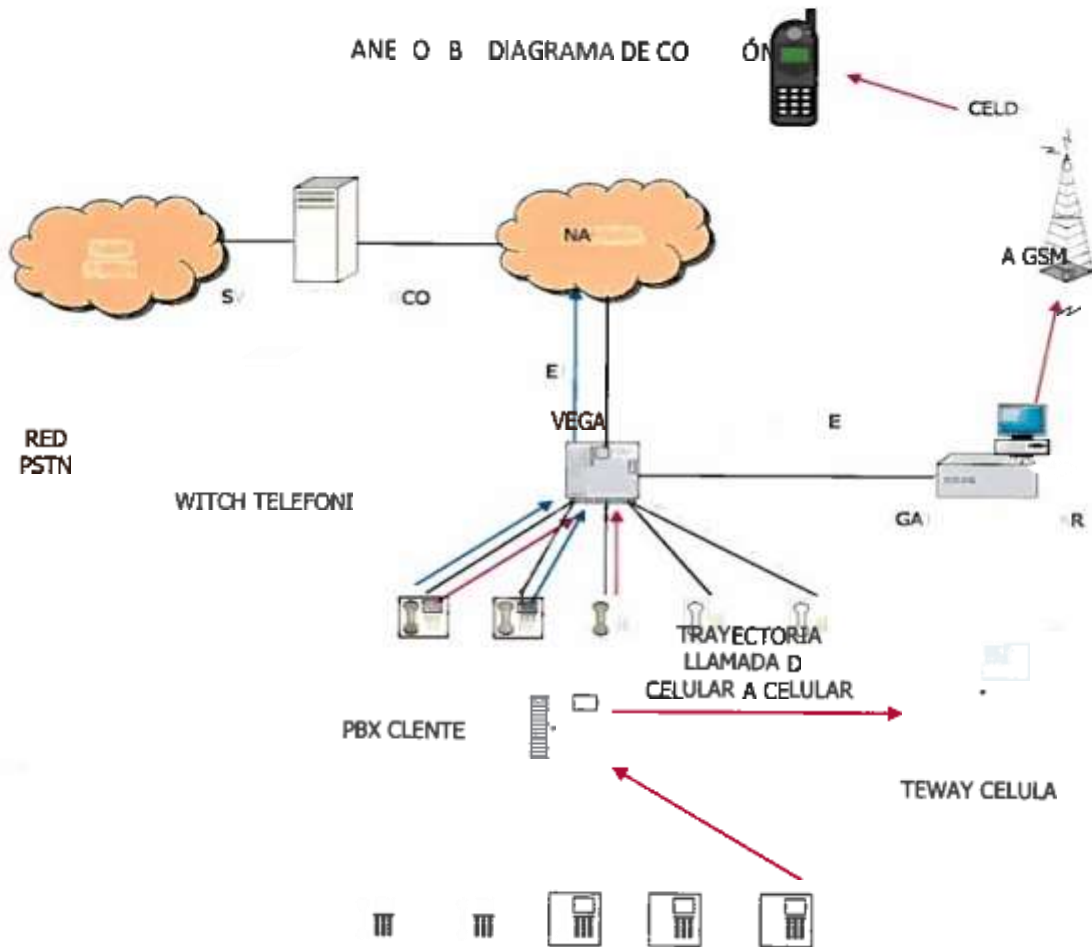 ANE O B DIAGRAMA DE CO ÓN
CELD
NA
A GSM
S CO
E
VEGA
E
RED
PSTN
WITCH TELEFONI
GA R
TRAYECTORIA
LLAMADA D
CELULAR A CELULAR
PBX CLENTE
TEWAY CELULA